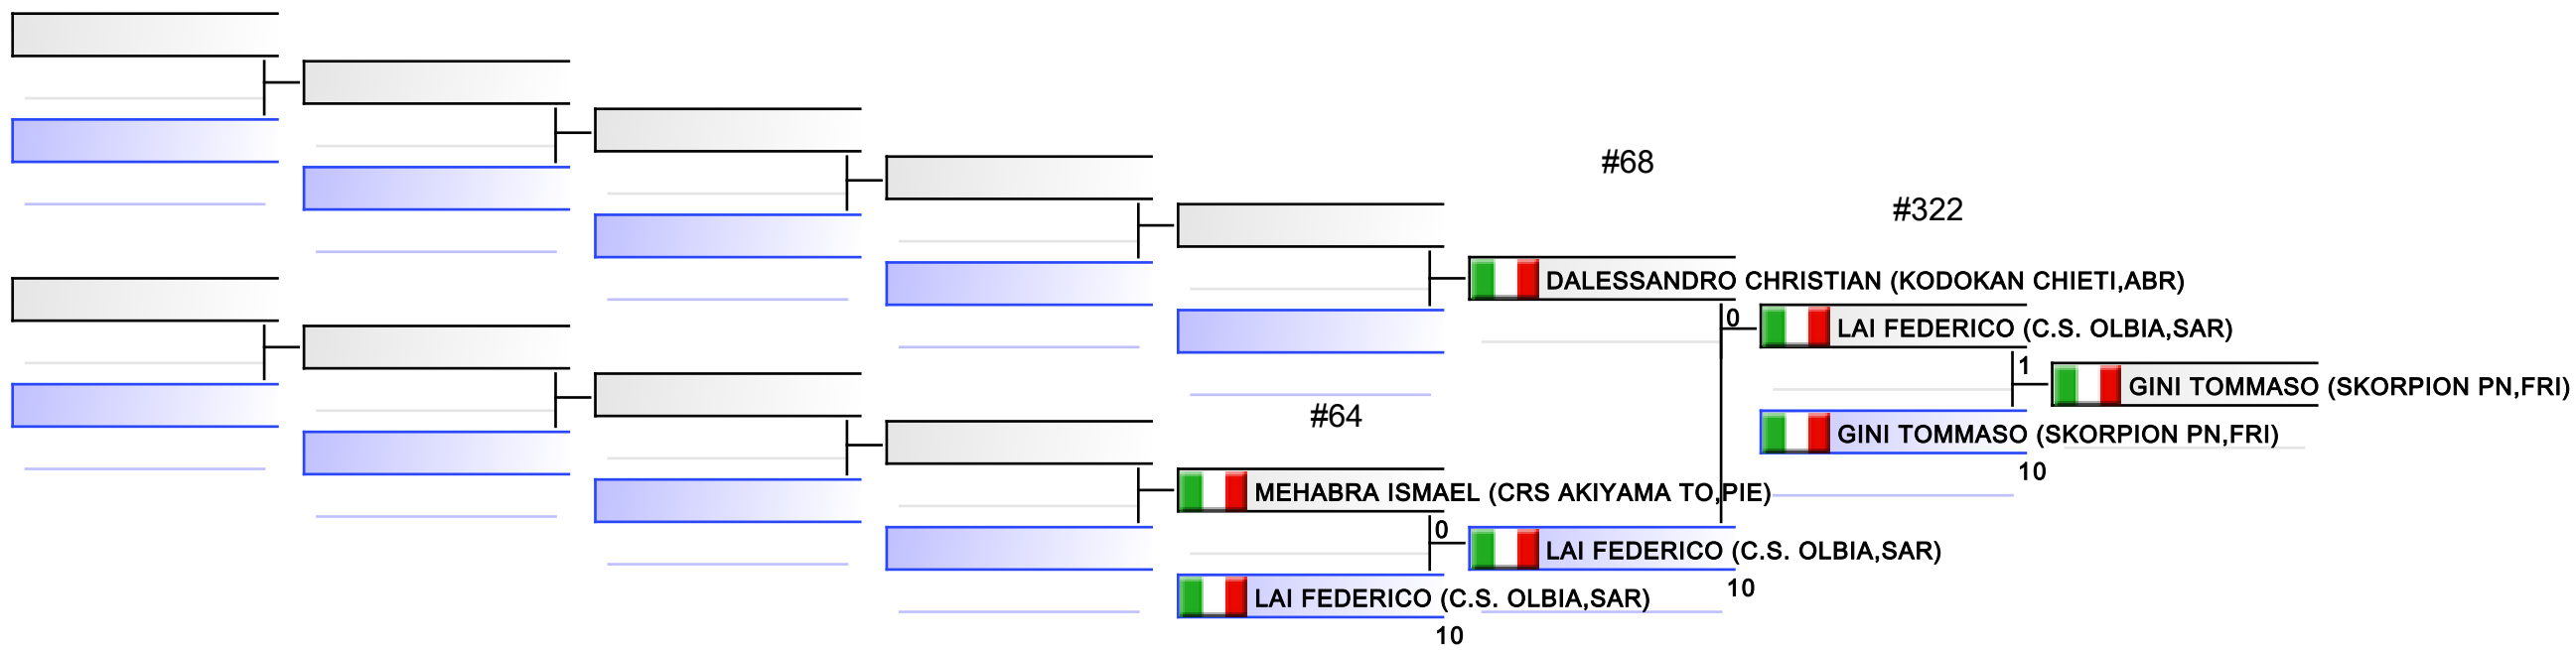 #68
#322
DALESSANDRO CHRISTIAN (KODOKAN CHIETI,ABR)
0
LAI FEDERICO (C.S. OLBIA,SAR)
1
GINI TOMMASO (SKORPION PN,FRI)
#64
GINI TOMMASO (SKORPION PN,FRI)
10
MEHABRA ISMAEL (CRS AKIYAMA TO,PIE)
0
LAI FEDERICO (C.S. OLBIA,SAR)
10
LAI FEDERICO (C.S. OLBIA,SAR)
10